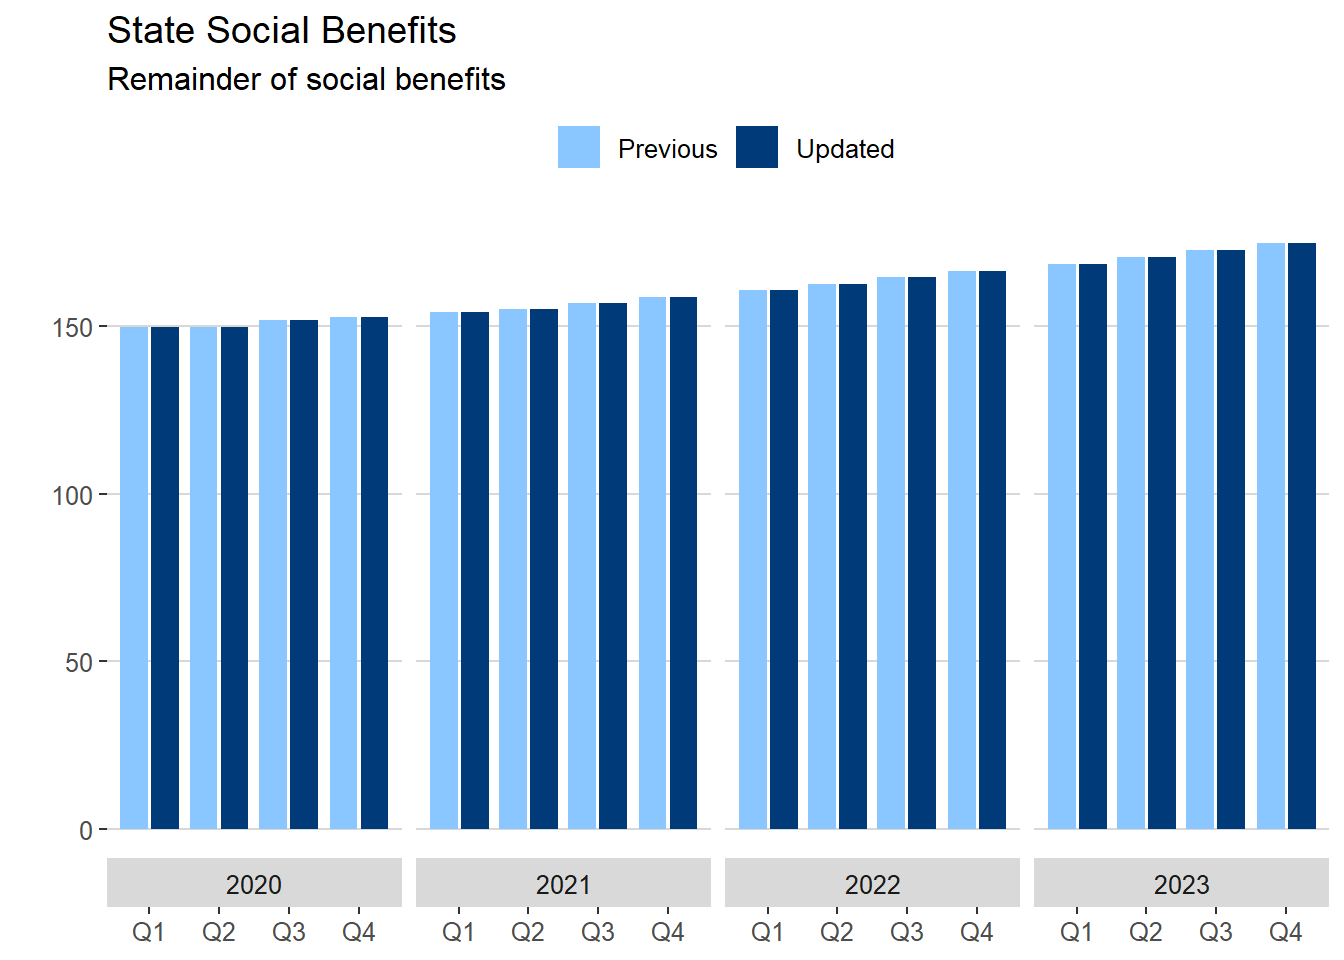 State Social Benefits
Remainder of social benefits
Previous Updated
150
100
50
0
2020 2021 2022 2023
Q1 Q2 Q3 Q4 Q1 Q2 Q3 Q4 Q1 Q2 Q3 Q4 Q1 Q2 Q3 Q4